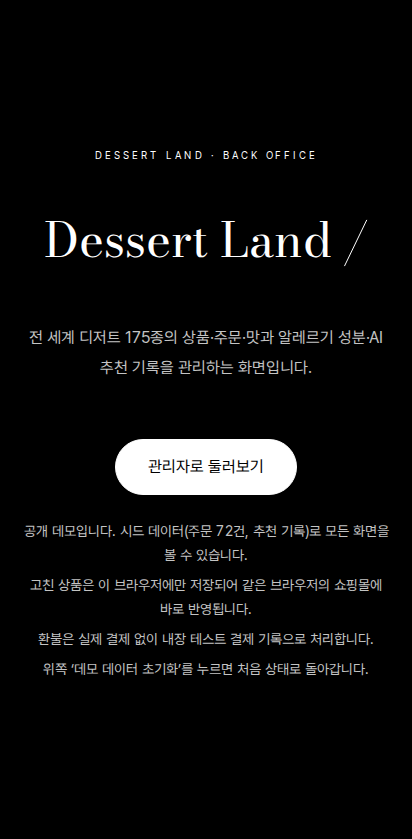 DESSERT LAND · BACK OFFICE
Dessert Land /
전 세계 디저트 175종의 상품·주문·맛과 알레르기 성분·AI
추천 기록을 관리하는 화면입니다.
관리자로 둘러보기
공개 데모입니다. 시드 데이터(주문 72건, 추천 기록)로 모든 화면을
볼 수 있습니다.
고친 상품은 이 브라우저에만 저장되어 같은 브라우저의 쇼핑몰에
바로 반영됩니다.
환불은 실제 결제 없이 내장 테스트 결제 기록으로 처리합니다.
위쪽 ‘데모 데이터 초기화’를 누르면 처음 상태로 돌아갑니다.